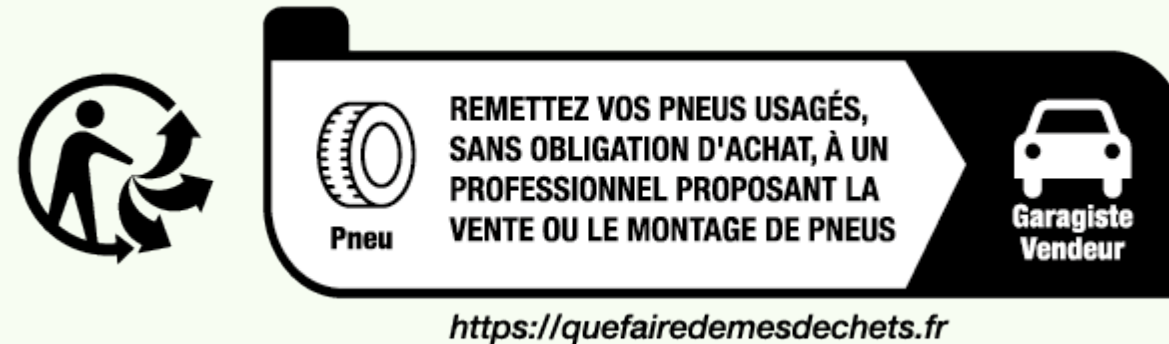 REMETTEZ VOS PNEUS USAGÉS,
SANS OBLIGATION D'ACHAT, À UN
PROFESSIONNEL PROPOSANT LA
VENTE OU LE MONTAGE DE PNEUS
Pneu
Garagiste
Vendeur
https://quefairedemesdechets.fr